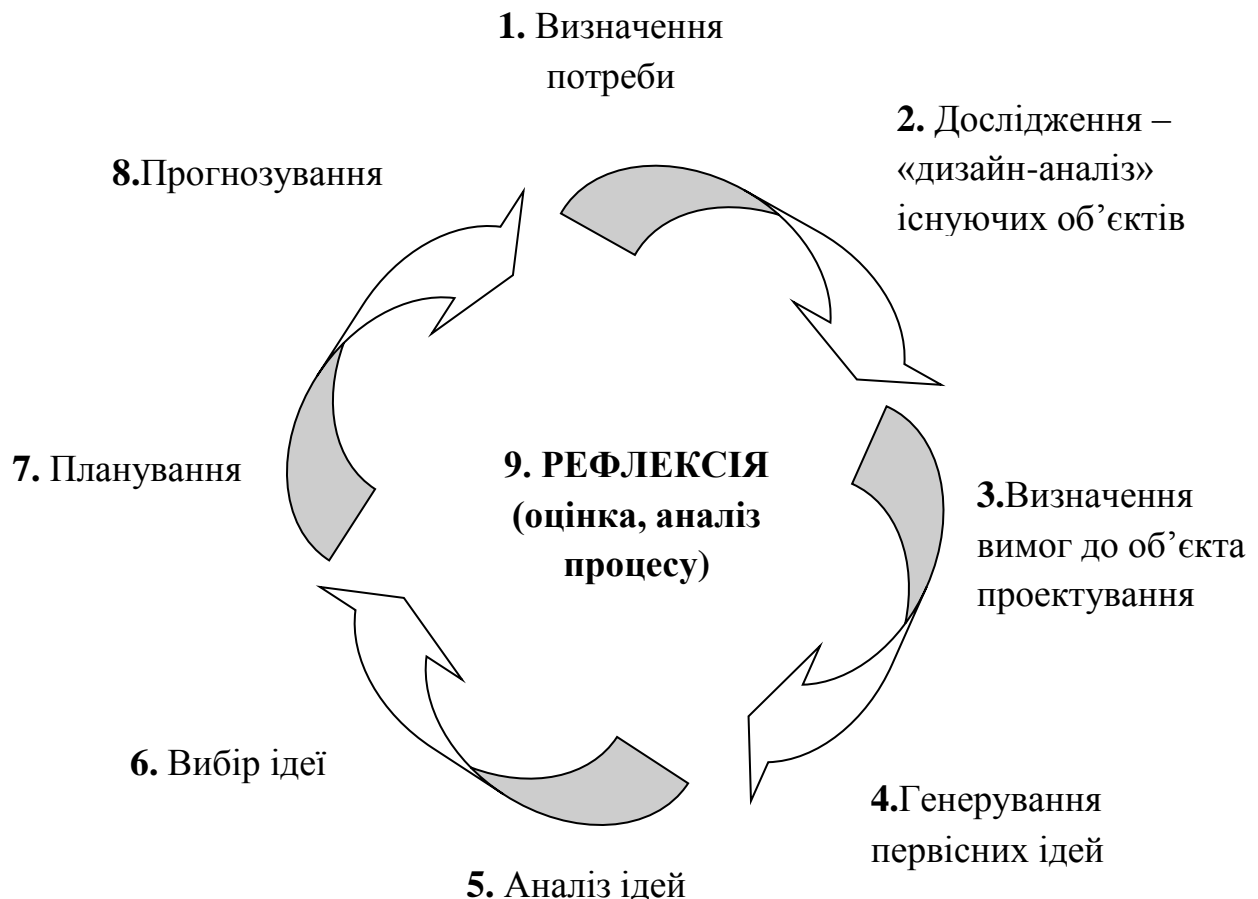 1. Визначення
потреби
2. Дослідження –
«дизайн-аналіз»
існуючих об’єктів
3.Визначення
вимог до об’єкта
проектування
4.Генерування
первісних ідей
5. Аналіз ідей
6. Вибір ідеї
7. Планування
8.Прогнозування
9. РЕФЛЕКСІЯ
(оцінка, аналіз
процесу)